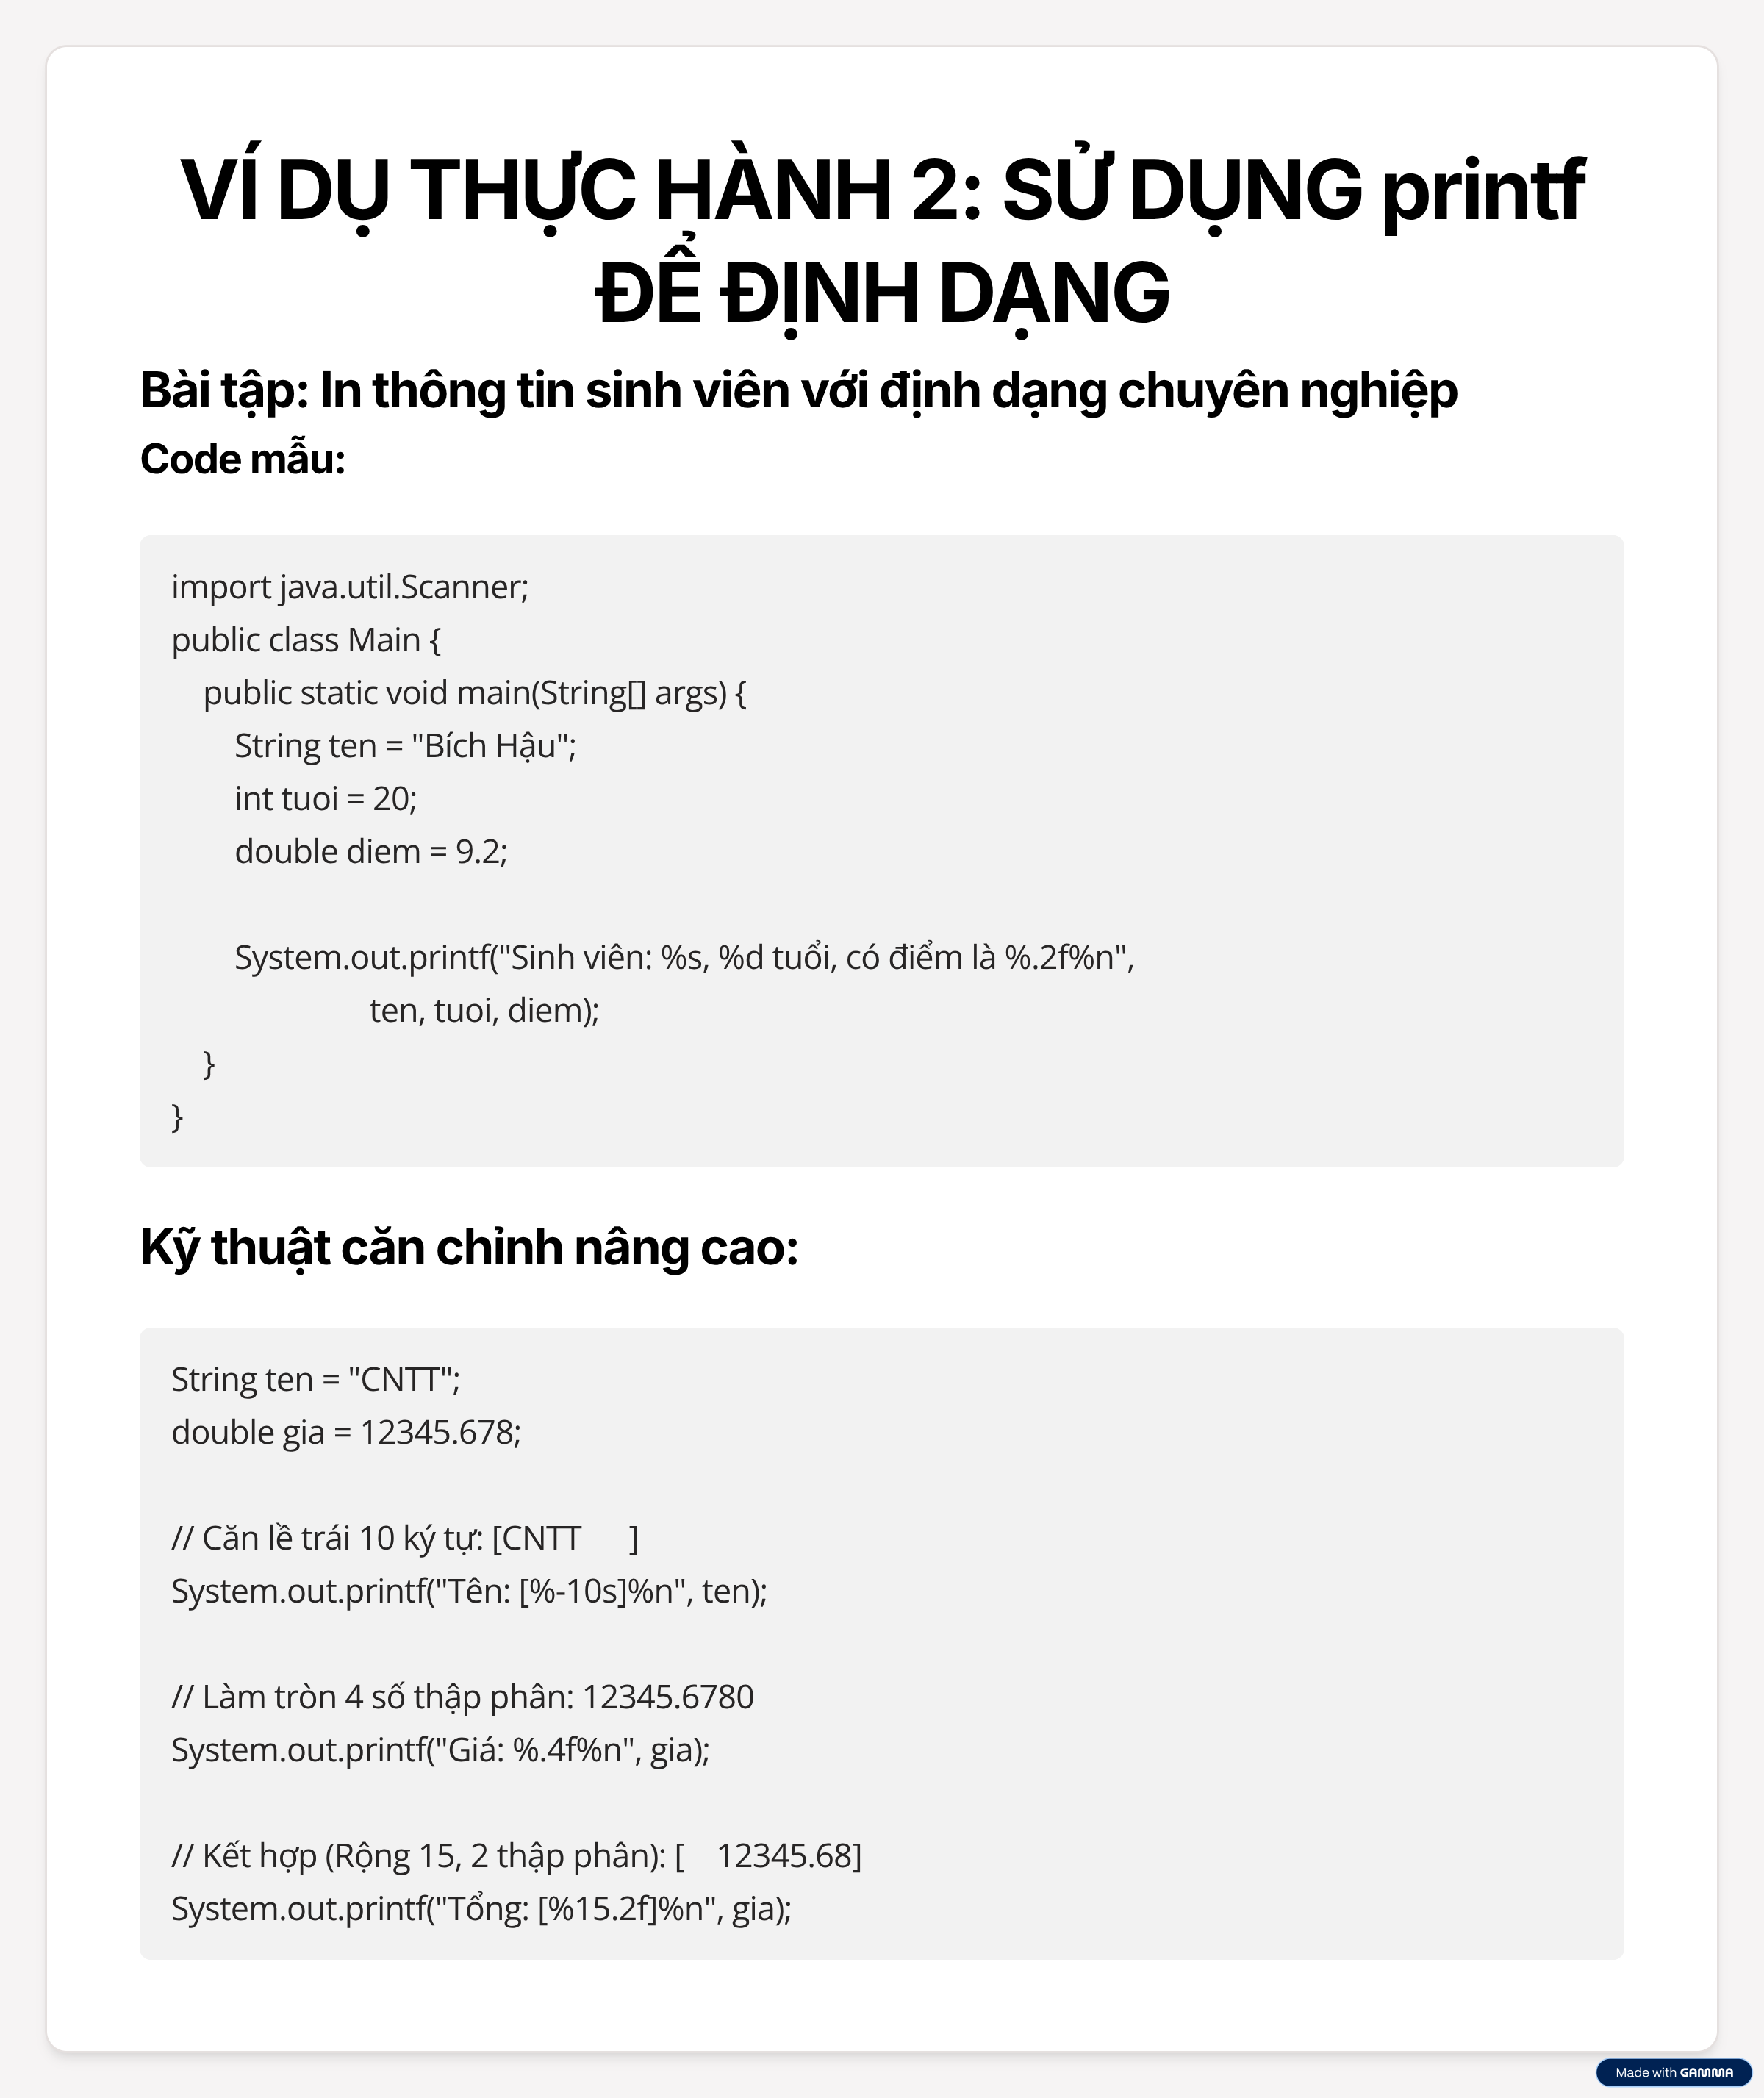 VÍ DỤ THỰC HÀNH 2: SỬ DỤNG printf
ĐỂ ĐỊNH DẠNG
Bài tập: In thông tin sinh viên với định dạng chuyên nghiệp
Code mẫu:
import java.util.Scanner;
public class Main {
    public static void main(String[] args) {
        String ten = "Bích Hậu";
        int tuoi = 20;
        double diem = 9.2;
        System.out.printf("Sinh viên: %s, %d tuổi, có điểm là %.2f%n",
                         ten, tuoi, diem);
    }
}
Kỹ thuật căn chỉnh nâng cao:
String ten = "CNTT";
double gia = 12345.678;
// Căn lề trái 10 ký tự: [CNTT      ]
System.out.printf("Tên: [%-10s]%n", ten);
// Làm tròn 4 số thập phân: 12345.6780
System.out.printf("Giá: %.4f%n", gia);
// Kết hợp (Rộng 15, 2 thập phân): [    12345.68]
System.out.printf("Tổng: [%15.2f]%n", gia);
Made with GAMMA